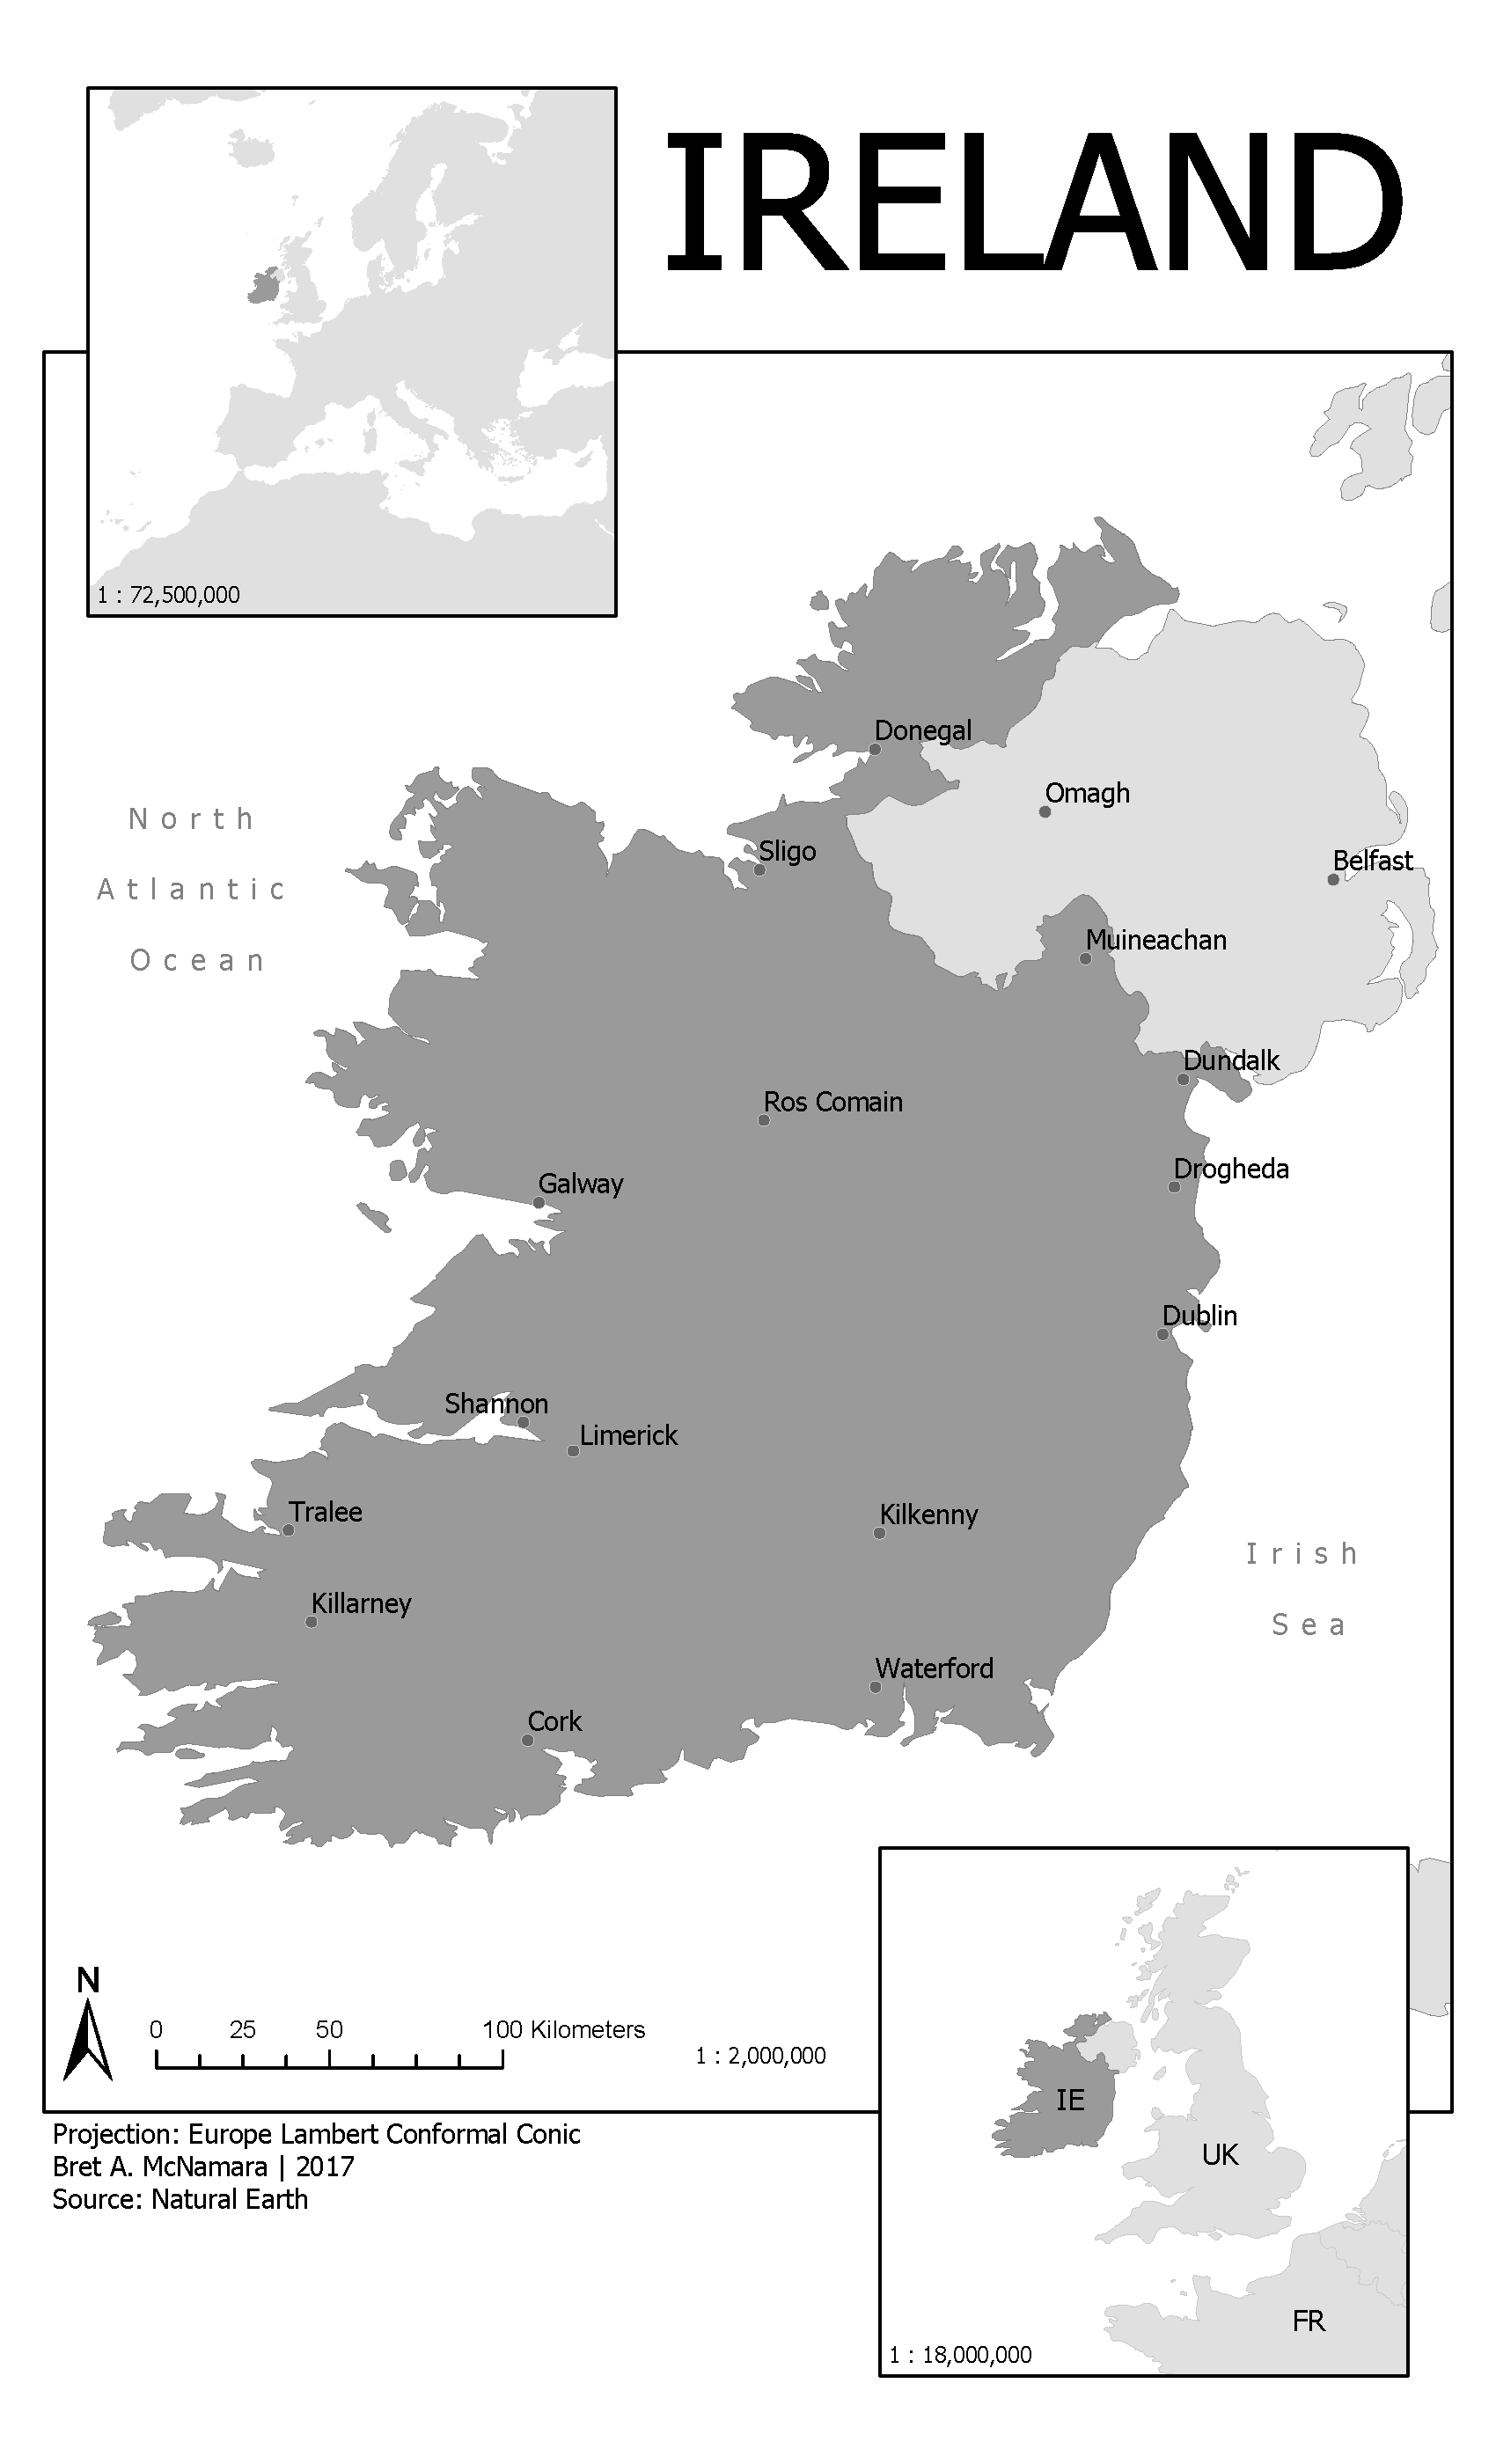 IRELAND
1 : 72,500,000
Donegal
Omagh
North
Atlantic
Ocean
Sligo
Belfast
Muineachan
Dundalk
Ros Comain
Drogheda
Galway
Dublin
Shannon
Limerick
Tralee
Kilkenny
Irish
Sea
Killarney
Waterford
Cork
N
0 25 50 100 Kilometers
1 : 2,000,000
IE
UK
FR
1 : 18,000,000
Projection: Europe Lambert Conformal Conic
Bret A. McNamara | 2017
Source: Natural Earth